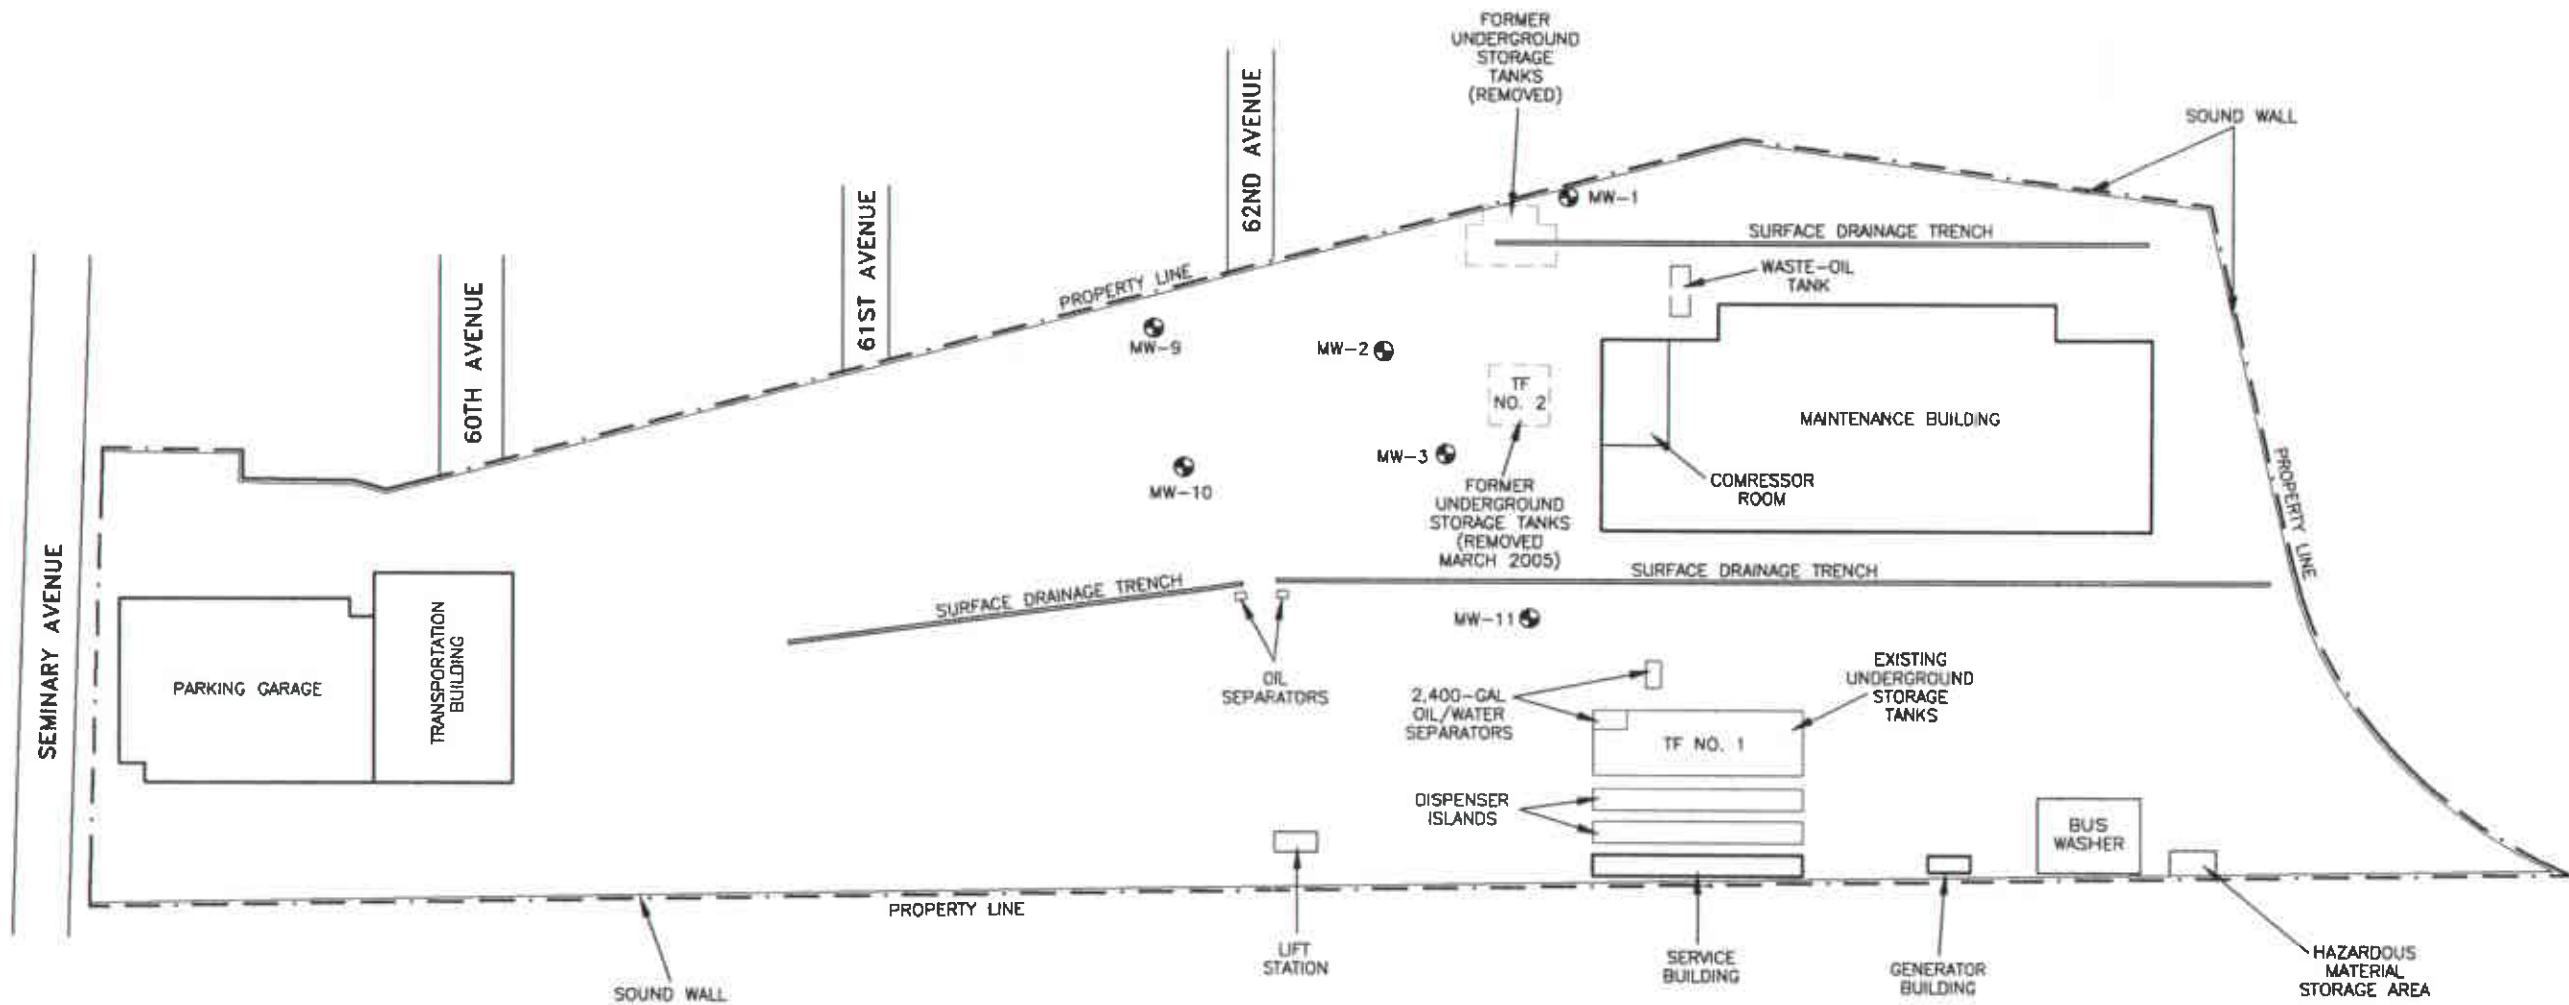 FORMER
UNDERGROUND
STORAGE
TANKS
(REMOVED)
SOUND WALL
62ND AVENUE
61ST AVENUE
60TH AVENUE
SEMINARY AVENUE
MW-1
SURFACE DRAINAGE TRENCH
WASTE-OIL
TANK
PROPERTY LINE
MW-9
MW-2
TF
NO. 2
MAINTENANCE BUILDING
MW-3
MW-10
COMRESSOR
ROOM
FORMER
UNDERGROUND
STORAGE TANKS
(REMOVED
MARCH 2005)
PROPERTY LINE
SURFACE DRAINAGE TRENCH
SURFACE DRAINAGE TRENCH
MW-11
PARKING GARAGE
TRANSPORTATION
BUILDING
OIL
SEPARATORS
2,400-GAL
OIL/WATER
SEPARATORS
EXISTING
UNDERGROUND
STORAGE
TANKS
TF NO. 1
DISPENSER
ISLANDS
BUS
WASHER
PROPERTY LINE
SOUND WALL
LIFT
STATION
SERVICE
BUILDING
GENERATOR
BUILDING
HAZARDOUS
MATERIAL
STORAGE AREA